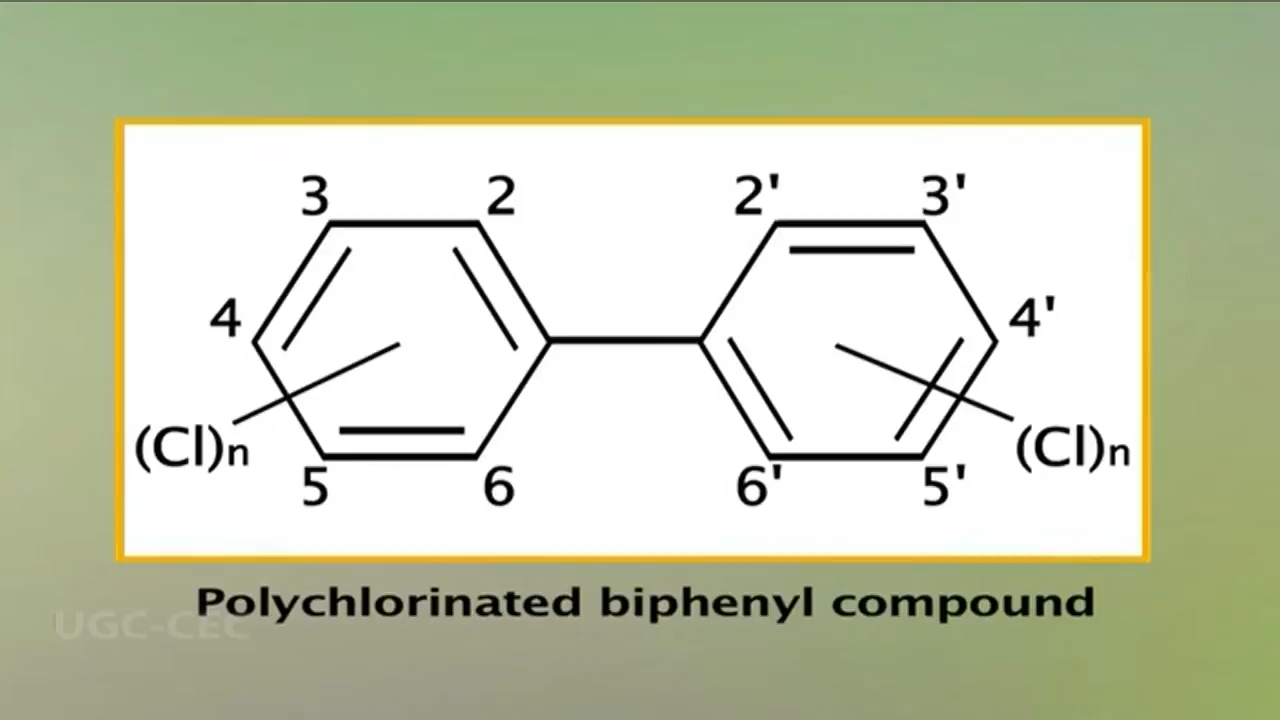 3 2 2' 3'
4 4'
(Cl)n (Cl)n
5 6 6' 5'
Polychlorinated biphenyl compound
UGC-CEC